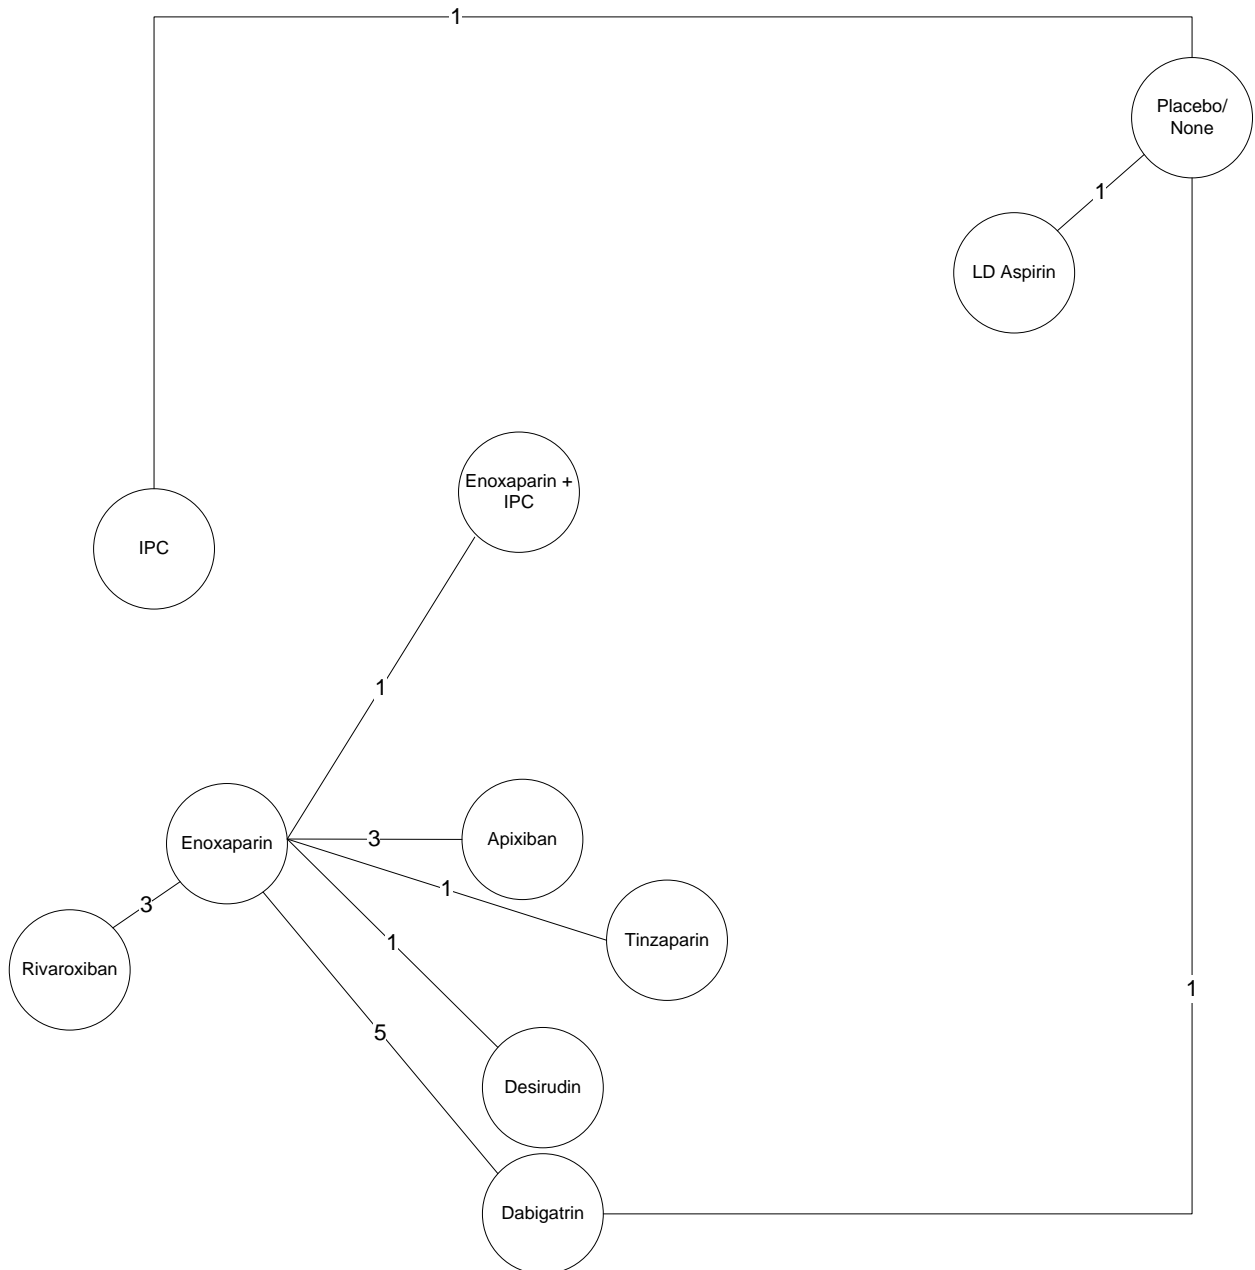 1
Placebo/
None
1
LD Aspirin
Enoxaparin +
IPC
IPC
1
Enoxaparin
3
Apixiban
1
Tinzaparin
3
Rivaroxiban
1
1
5
Desirudin
Dabigatrin